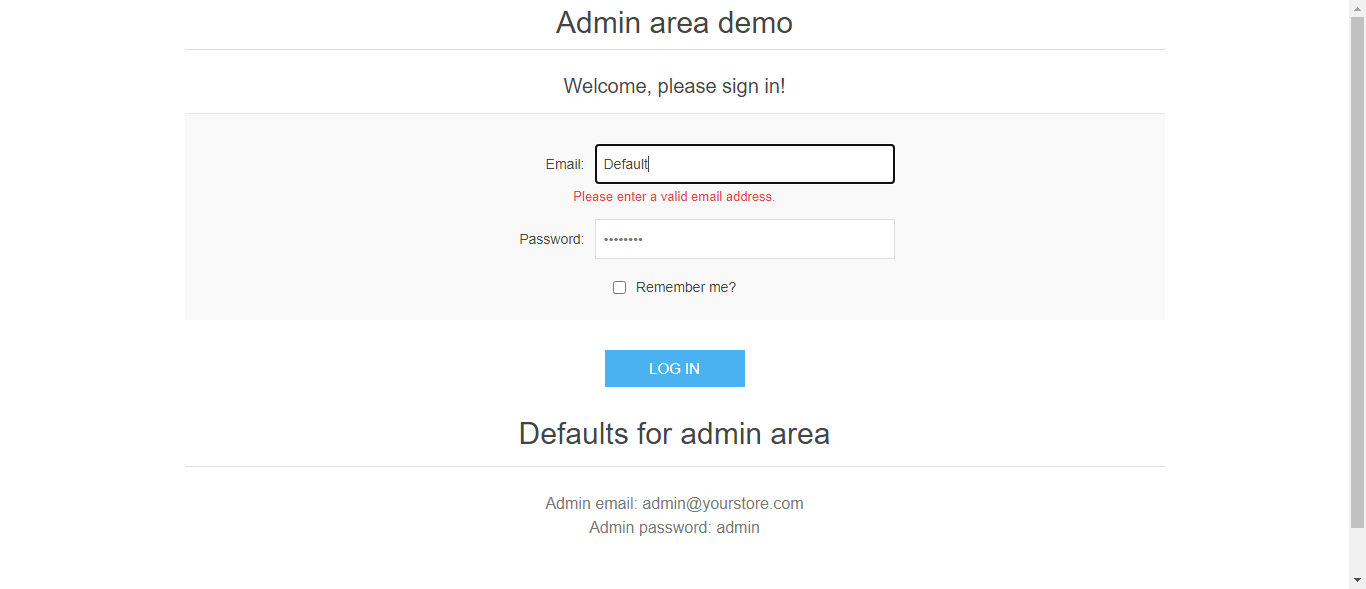 Admin area demo
Welcome, please sign in!
Email: Default
Please enter a valid email address.
Password: ••••••••
Remember me?
LOG IN
Defaults for admin area
Admin email: admin@yourstore.com
Admin password: admin